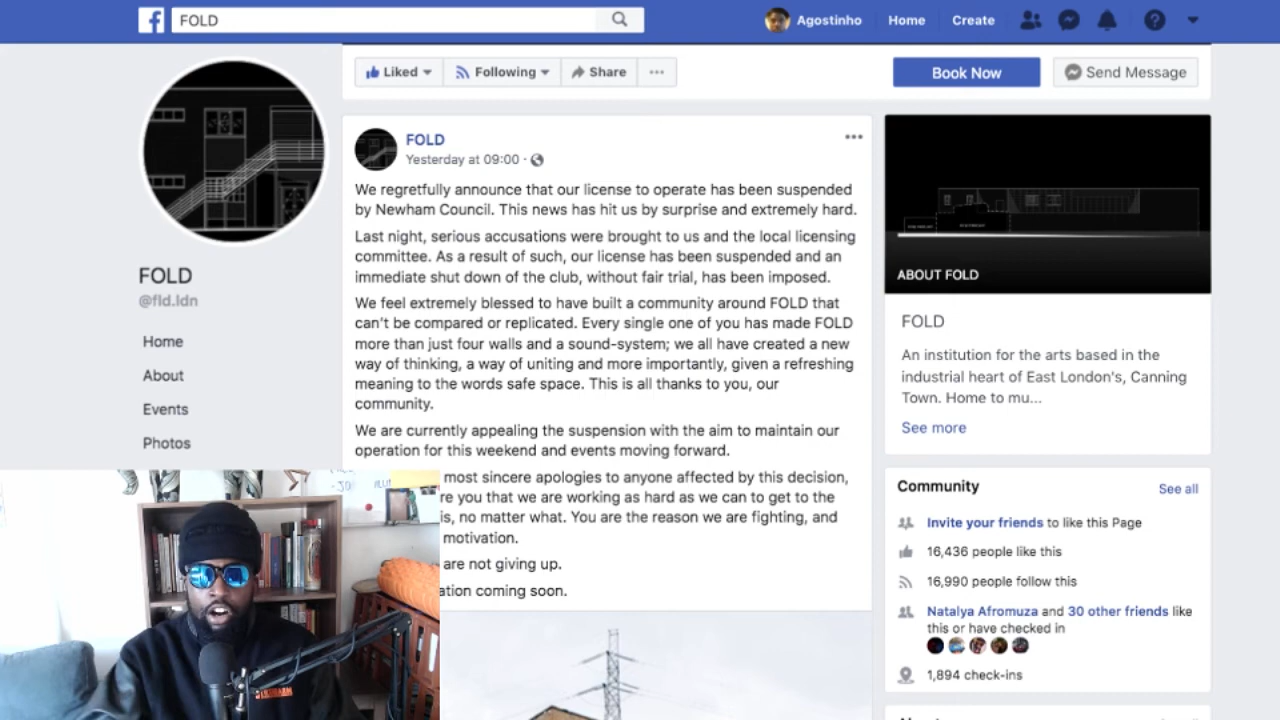 FOLD
Agostinho
Home
Create
Liked
Following
Share
Book Now
Send Message
FOLD
Yesterday at 09:00
We regretfully announce that our license to operate has been suspended
by Newham Council. This news has hit us by surprise and extremely hard.
Last night, serious accusations were brought to us and the local licensing
committee. As a result of such, our license has been suspended and an
immediate shut down of the club, without fair trial, has been imposed.
We feel extremely blessed to have built a community around FOLD that
can't be compared or replicated. Every single one of you has made FOLD
more than just four walls and a sound-system; we all have created a new
way of thinking, a way of uniting and more importantly, given a refreshing
meaning to the words safe space. This is all thanks to you, our
community.
We are currently appealing the suspension with the aim to maintain our
operation for this weekend and events moving forward.
most sincere apologies to anyone affected by this decision,
re you that we are working as hard as we can to get to the
is, no matter what. You are the reason we are fighting, and
motivation.
are not giving up.
ation coming soon.
FOLD
@fld.ldn
Home
About
Events
Photos
ABOUT FOLD
FOLD
An institution for the arts based in the
industrial heart of East London's, Canning
Town. Home to mu...
See more
Community
See all
Invite your friends to like this Page
16,436 people like this
16,990 people follow this
Natalya Afromuza and 30 other friends like
this or have checked in
1,894 check-ins